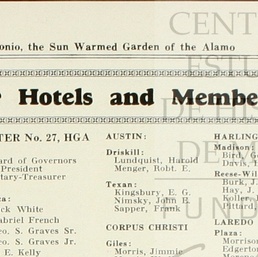 onio, the Sun Warmed Garden of the Alamo
Hotels and Membe
TER No. 27, HGA
ard of Governors
President
etary-Treasurer
ck White
abriel French
o. S. Graves Sr.
o. S. Graves Jr.
E. Kelly
AUSTIN:
Driskill:
Lundquist, Harold
Menger, Robt. E.
Texan:
Kingsbury, E. G.
Nimsky, John E.
Sapper, Frank
CORPUS CHRISTI
Giles:
Morris, Jimmie
HARLING
Madison:
Bird, G
Davis,
Reese-Wil
Burk, J.
Hay, J.
Koller,
Pittard,
LAREDO
Plaza:
Morrison
Edgerton